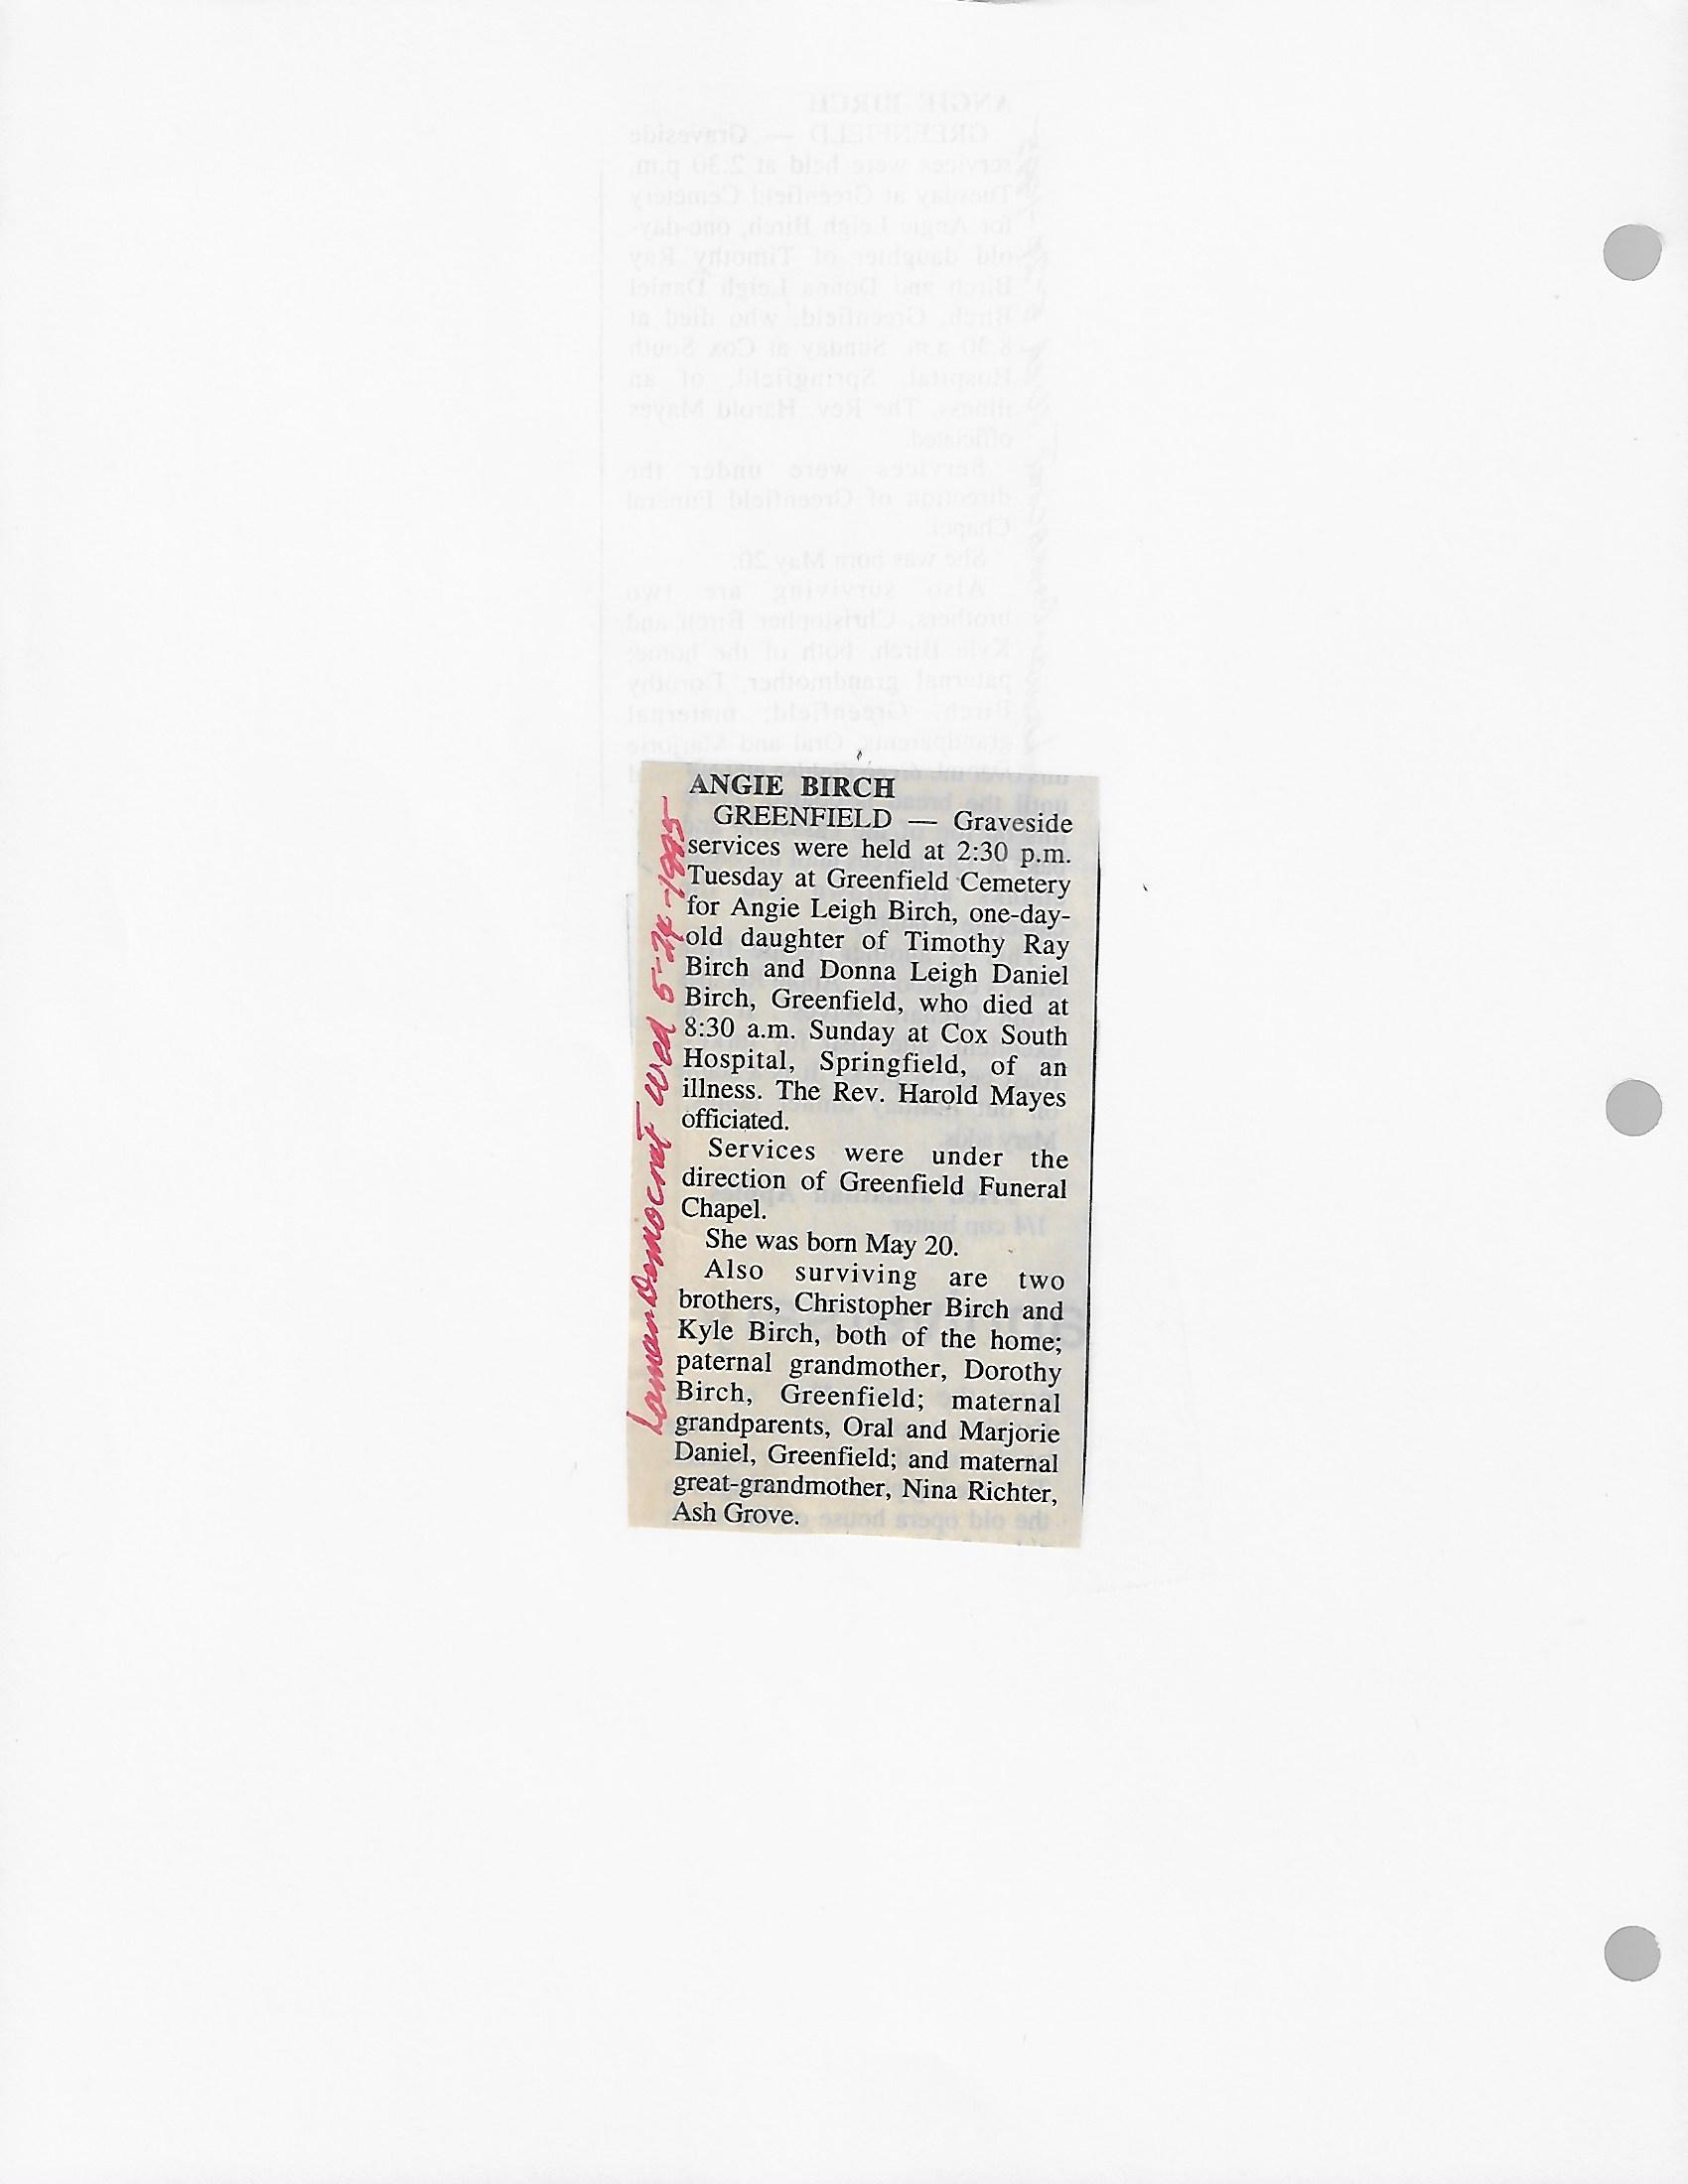 ANGIE BIRCH
GREENFIELD — Graveside
services were held at 2:30 p.m.
Tuesday at Greenfield Cemetery
for Angie Leigh Birch, one-day-
old daughter of Timothy Ray
Birch and Donna Leigh Daniel
Birch, Greenfield, who died at
8:30 a.m. Sunday at Cox South
Hospital, Springfield, of an
illness. The Rev. Harold Mayes
officiated.
Services were under the
direction of Greenfield Funeral
Chapel.
She was born May 20.
Also surviving are two
brothers, Christopher Birch and
Kyle Birch, both of the home;
paternal grandmother, Dorothy
Birch, Greenfield; maternal
grandparents, Oral and Marjorie
Daniel, Greenfield; and maternal
great-grandmother, Nina Richter,
Ash Grove.
Lamar Democrat Wed 5-24-1995